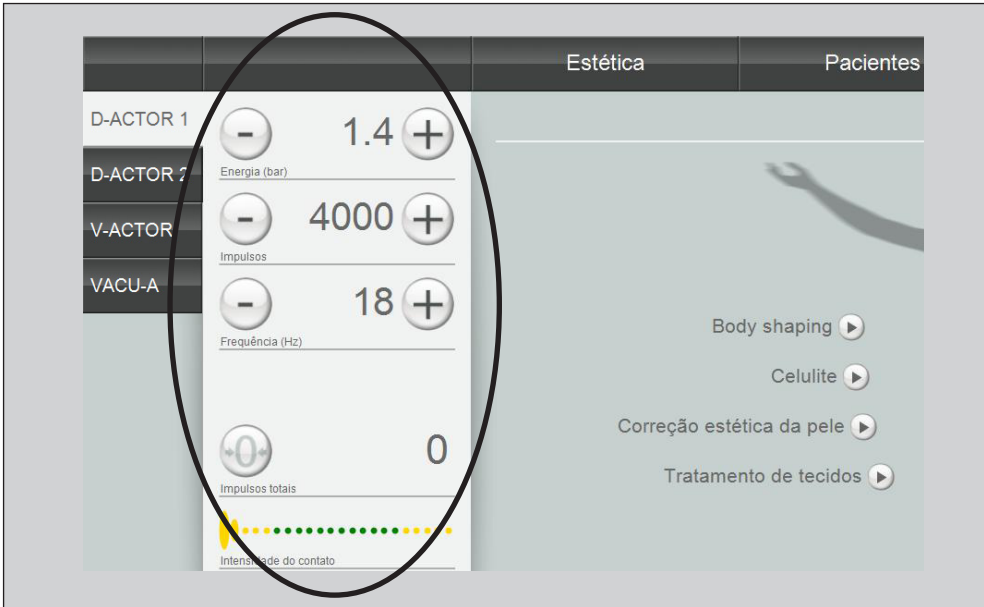 Estética Pacientes
D-ACTOR 1
D-ACTOR 2
V-ACTOR
VACU-A
- 1.4 +
Energia (bar)
- 4000 +
Impulsos
- 18 +
Frequência (Hz)
0 0
Impulsos totais
Intensidade do contato
Body shaping
Celulite
Correção estética da pele
Tratamento de tecidos